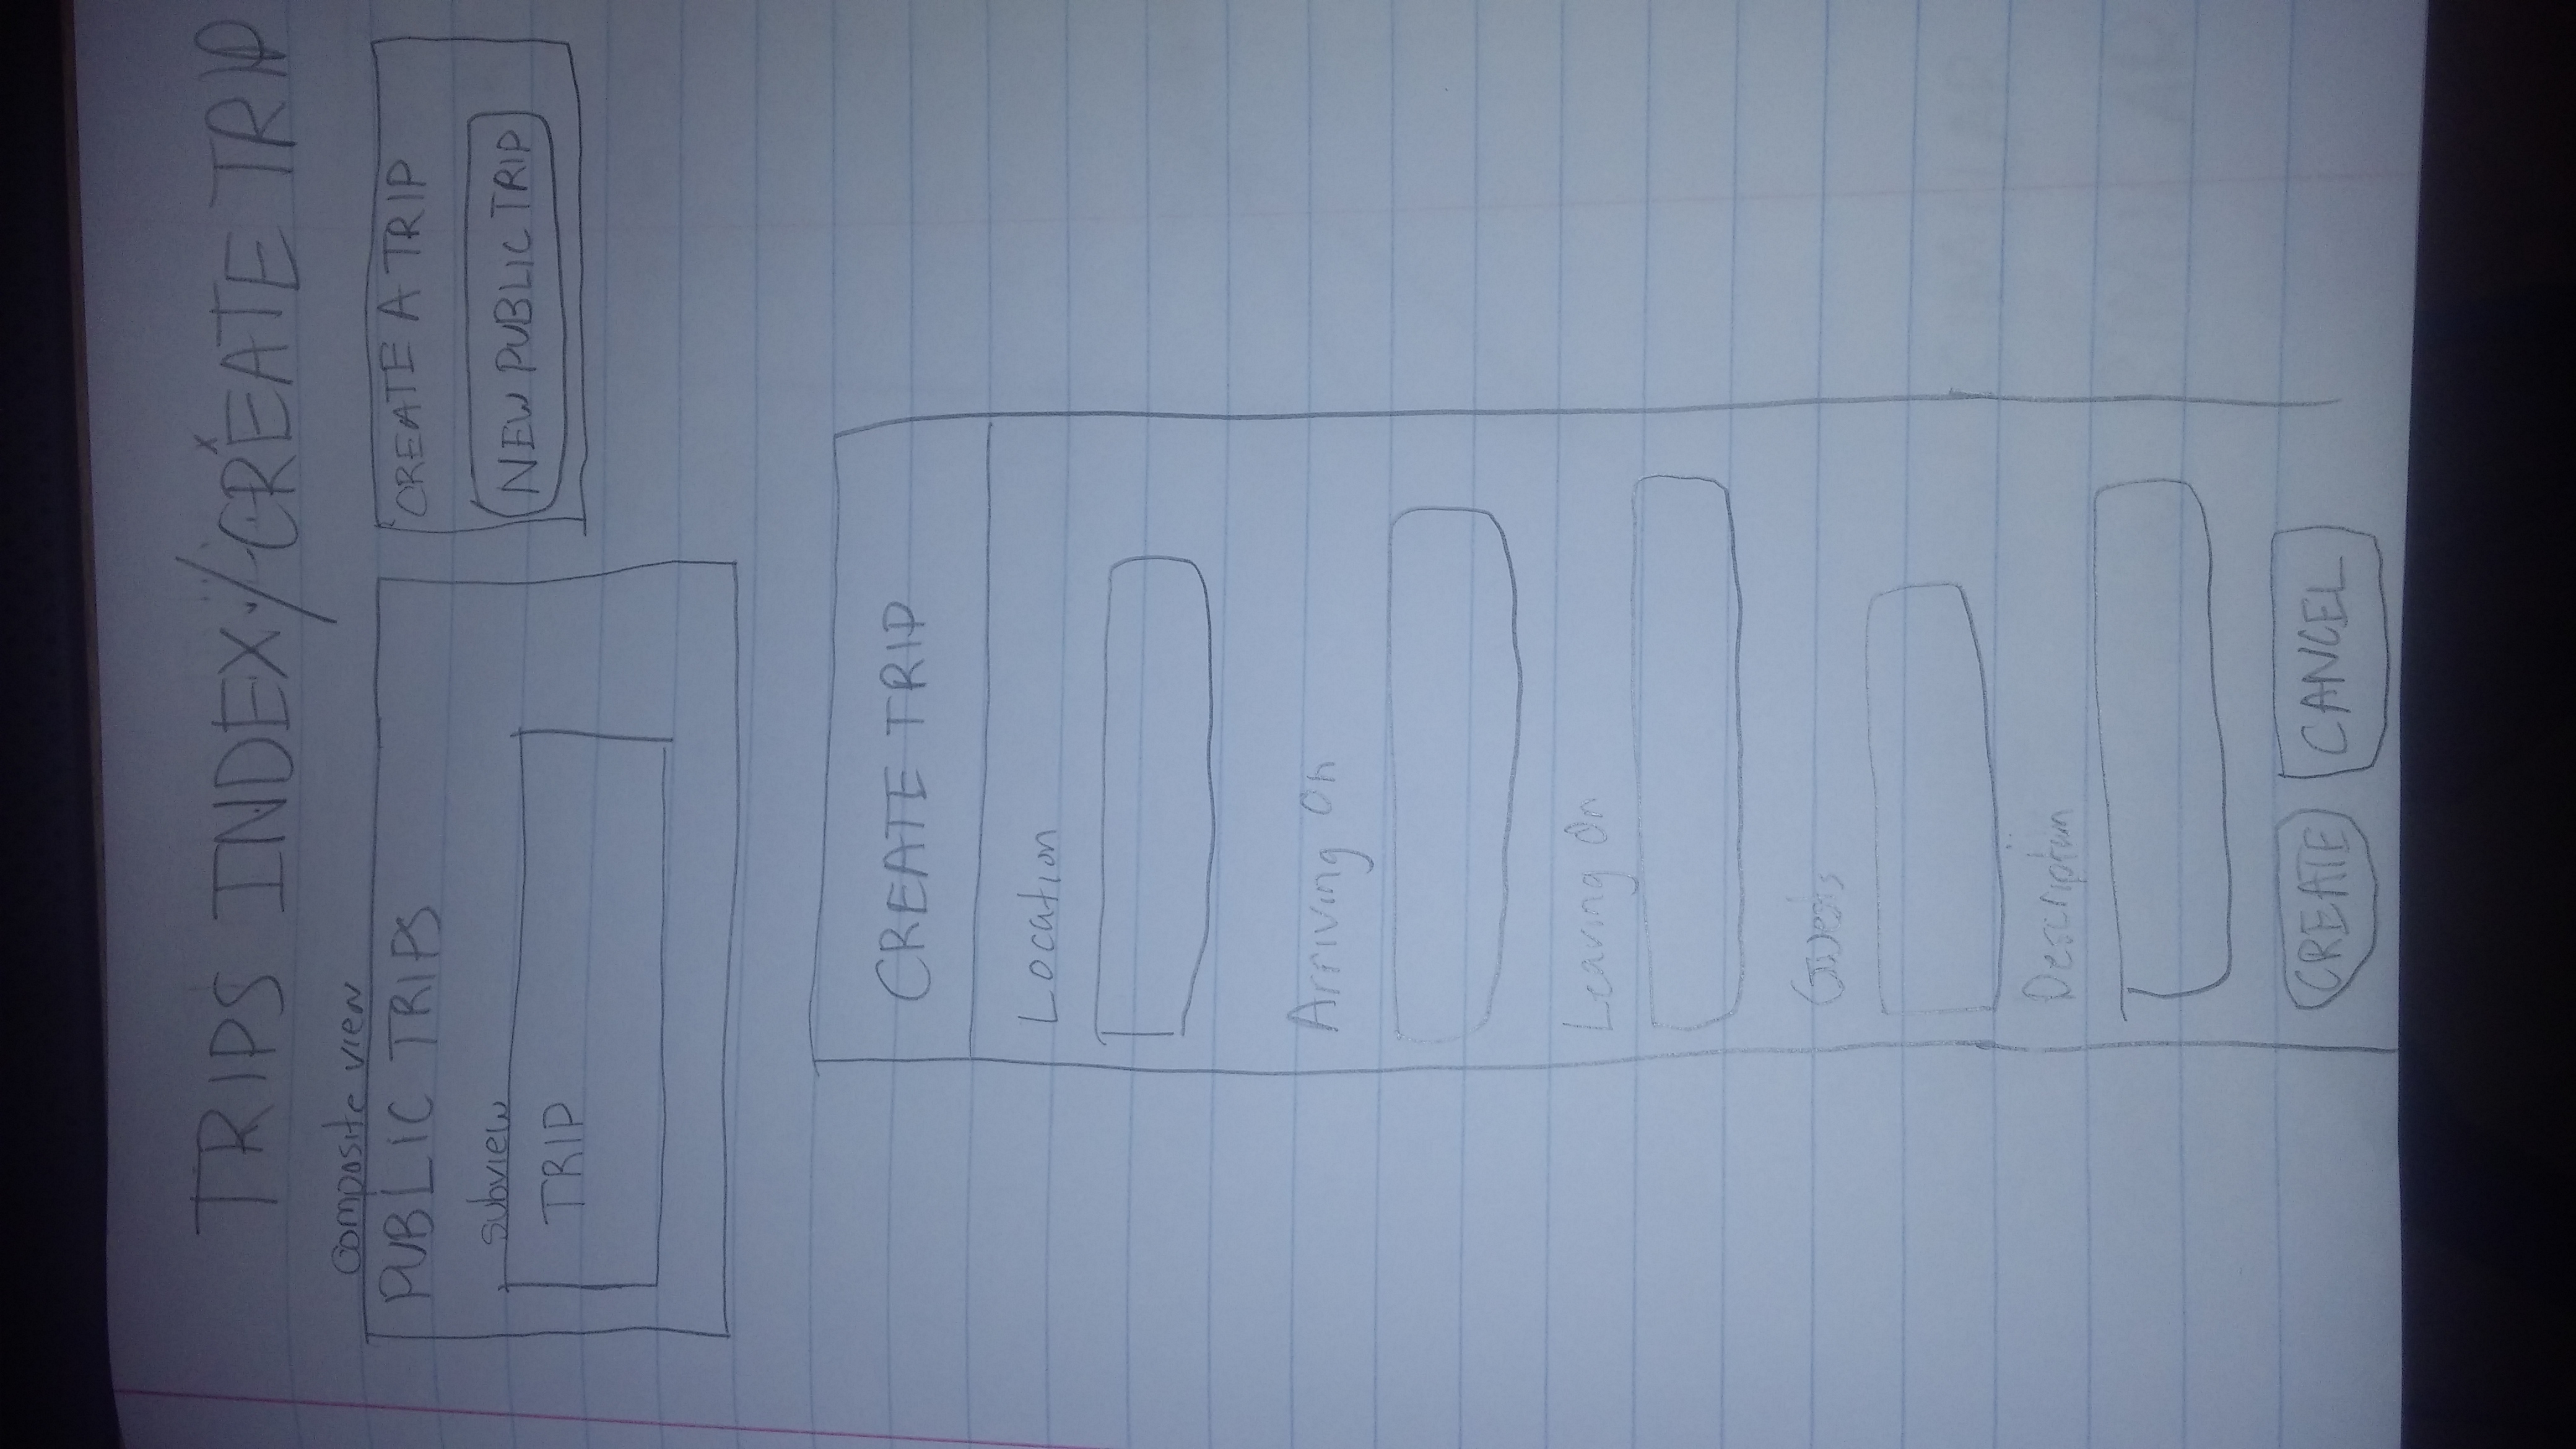 TRIPS INDEX/CREATE TRIP
Composite view
PUBLIC TRIPS
Subview
TRIP
CREATE A TRIP
NEW PUBLIC TRIP
CREATE TRIP
Location
Arriving On
Leaving On
Guests
Description
CREATE
CANCEL